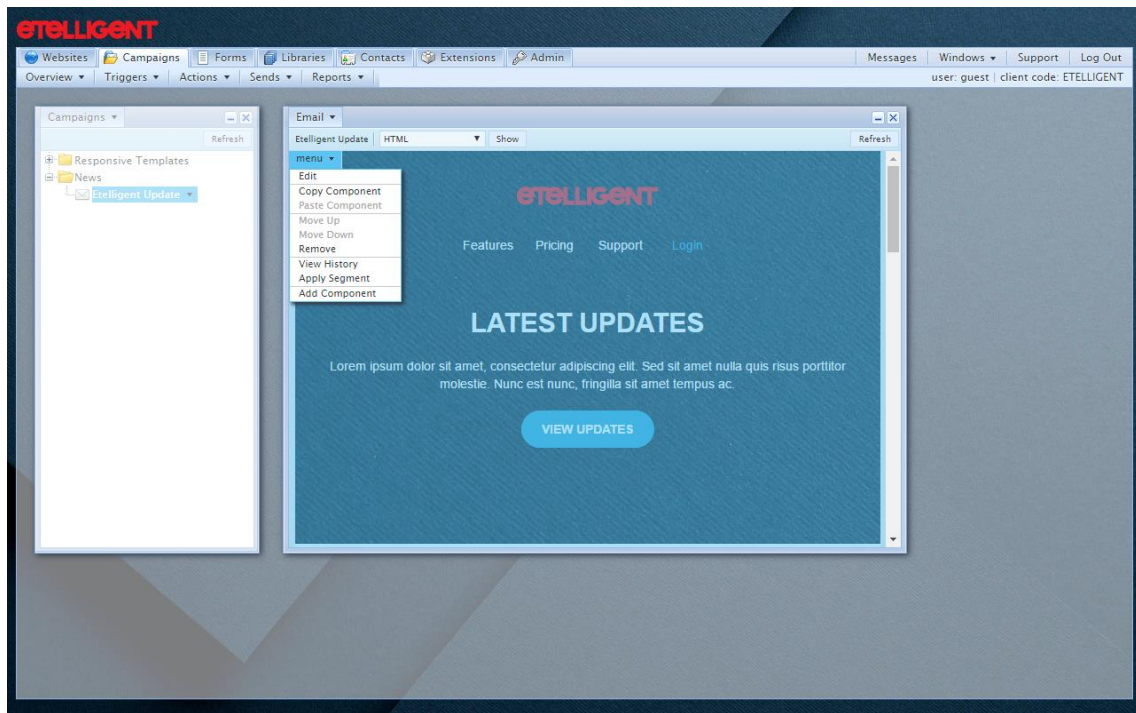 ETELLIGENT
Websites Campaigns Forms Libraries Contacts Extensions Admin Messages Windows Support Log Out
Overview Triggers Actions Sends Reports user: guest | client code: ETELLIGENT
Campaigns
Refresh
Responsive Templates
News
Etelligent Update
Email
Etelligent Update HTML Show Refresh
menu
Edit
Copy Component
Paste Component
Move Up
Move Down
Remove
View History
Apply Segment
Add Component
ETELLIGENT
Features Pricing Support Login
LATEST UPDATES
Lorem ipsum dolor sit amet, consectetur adipiscing elit. Sed sit amet nulla quis risus porttitor
molestie. Nunc est nunc, fringilla sit amet tempus ac.
VIEW UPDATES